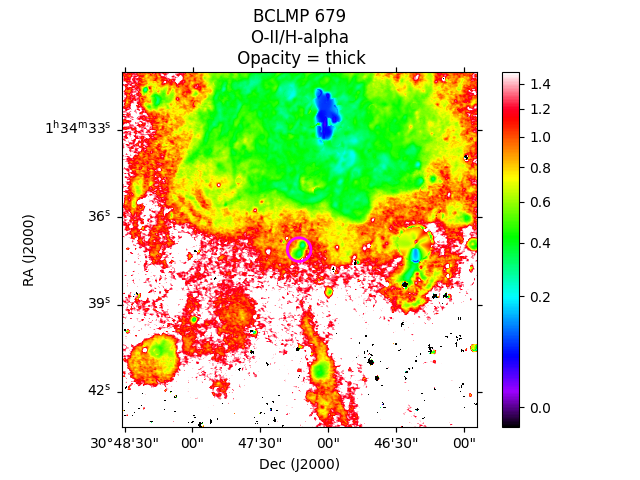 BCLMP 679
O-II/H-alpha
Opacity = thick
1.4
1.2
1.0
0.8
0.6
0.4
0.2
0.0
1h34m33s
36s
39s
42s
30°48'30" 00" 47'30" 00" 46'30" 00"
RA (J2000)
Dec (J2000)